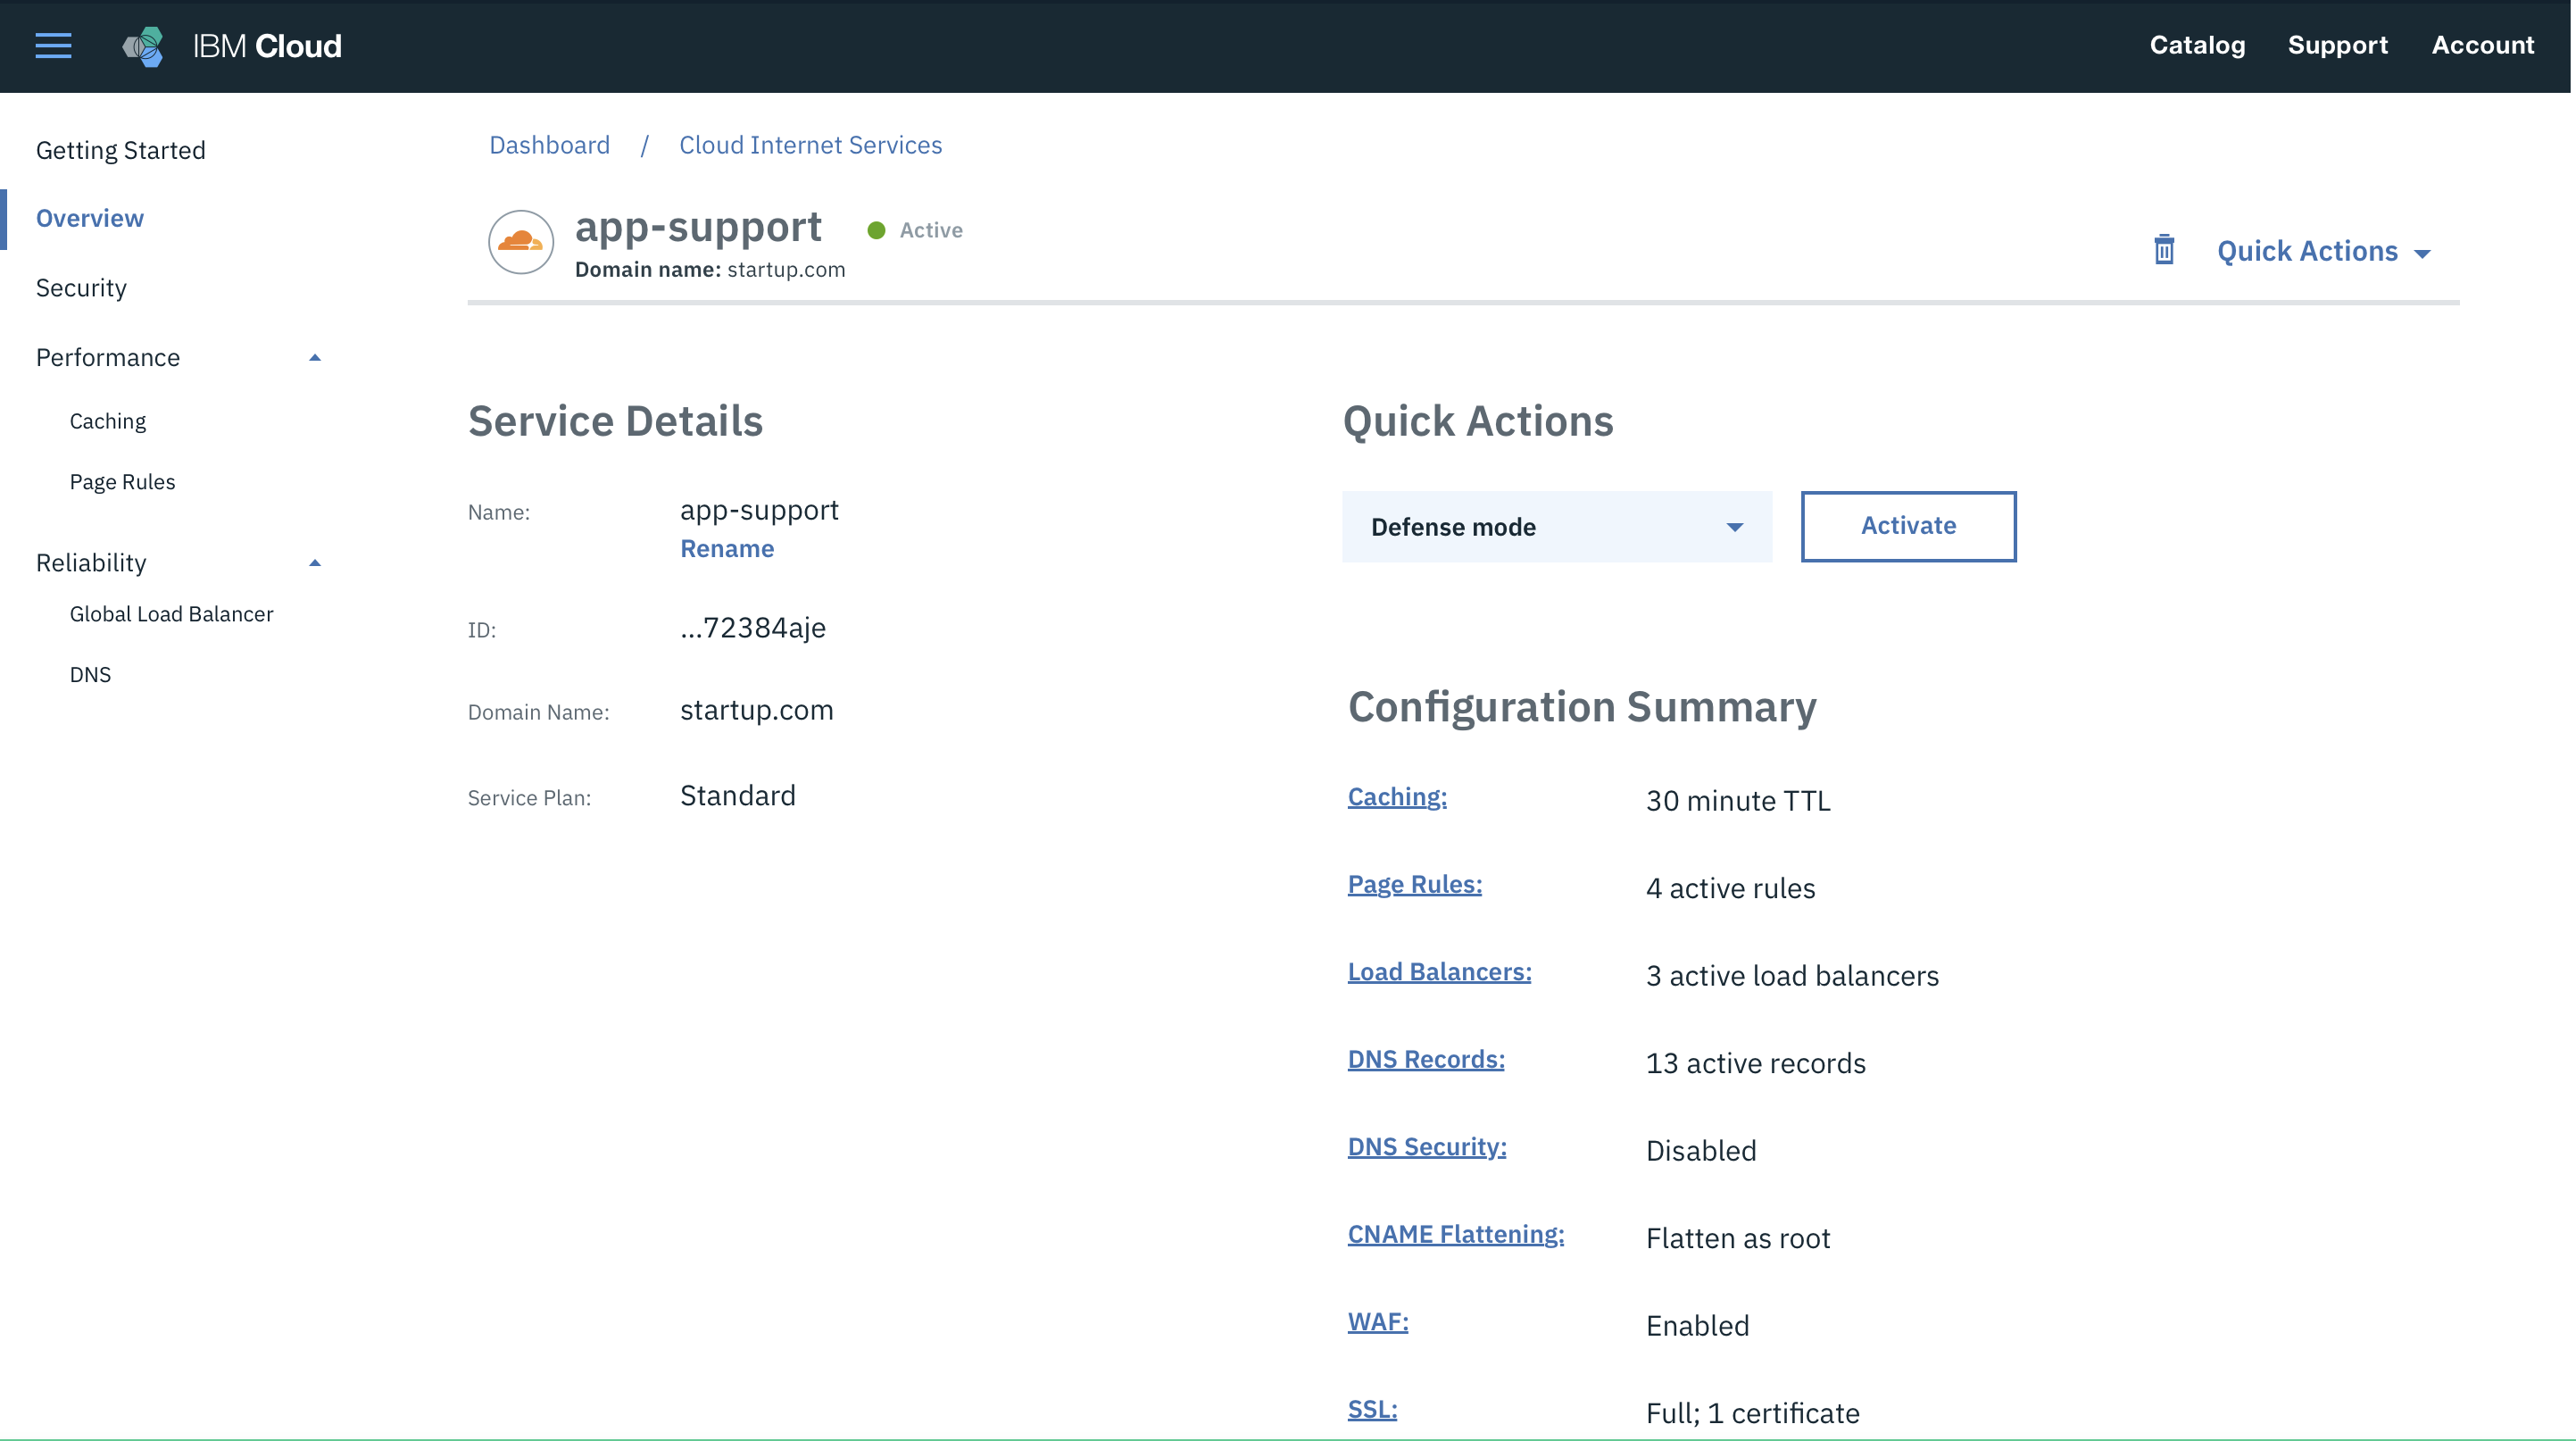 IBM Cloud
Catalog Support Account
Getting Started
Overview
Security
Performance
Caching
Page Rules
Reliability
Global Load Balancer
DNS
Dashboard / Cloud Internet Services
app-support Active
Domain name: startup.com
Quick Actions
Service Details
Name: app-support
Rename
ID: ...72384aje
Domain Name: startup.com
Service Plan: Standard
Quick Actions
Defense mode Activate
Configuration Summary
Caching: 30 minute TTL
Page Rules: 4 active rules
Load Balancers: 3 active load balancers
DNS Records: 13 active records
DNS Security: Disabled
CNAME Flattening: Flatten as root
WAF: Enabled
SSL: Full; 1 certificate